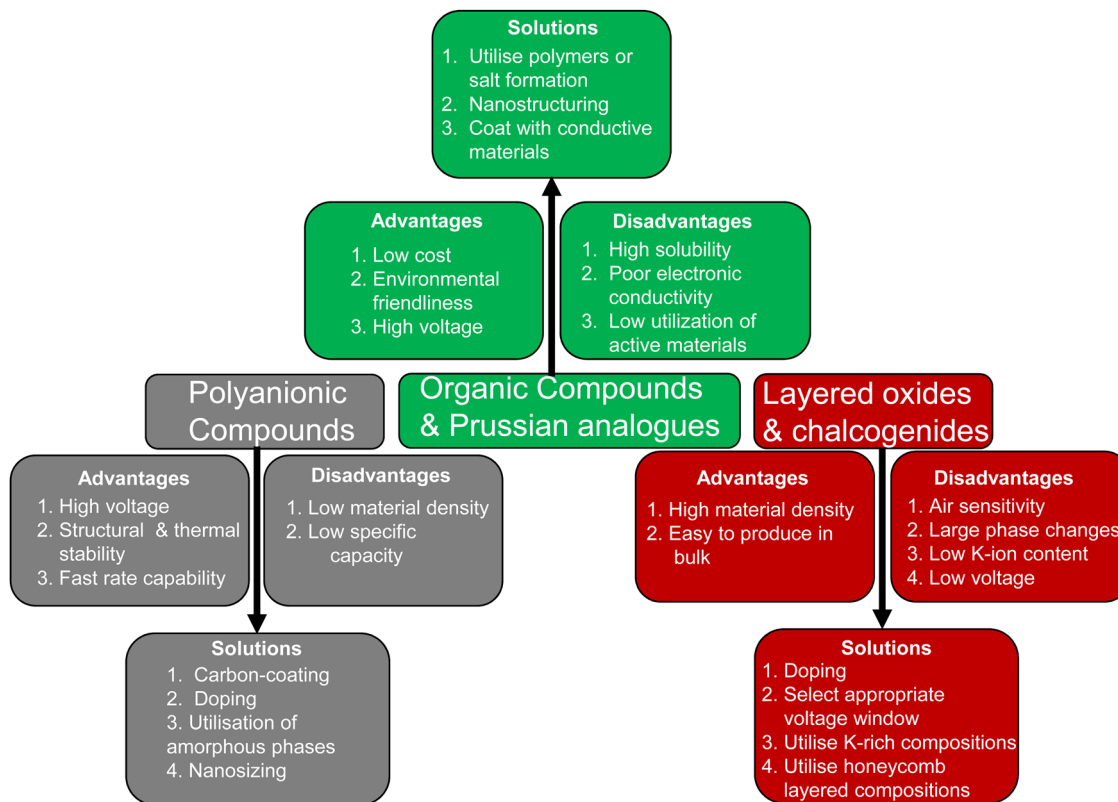 Solutions
1. Utilise polymers or
salt formation
2. Nanostructuring
3. Coat with conductive
materials
Advantages
1. Low cost
2. Environmental
friendliness
3. High voltage
Disadvantages
1. High solubility
2. Poor electronic
conductivity
3. Low utilization of
active materials
Polyanionic
Compounds
Organic Compounds
& Prussian analogues
Layered oxides
& chalcogenides
Advantages
1. High voltage
2. Structural & thermal
stability
3. Fast rate capability
Disadvantages
1. Low material density
2. Low specific
capacity
Advantages
1. High material density
2. Easy to produce in
bulk
Disadvantages
1. Air sensitivity
2. Large phase changes
3. Low K-ion content
4. Low voltage
Solutions
1. Carbon-coating
2. Doping
3. Utilisation of
amorphous phases
4. Nanosizing
Solutions
1. Doping
2. Select appropriate
voltage window
3. Utilise K-rich compositions
4. Utilise honeycomb
layered compositions